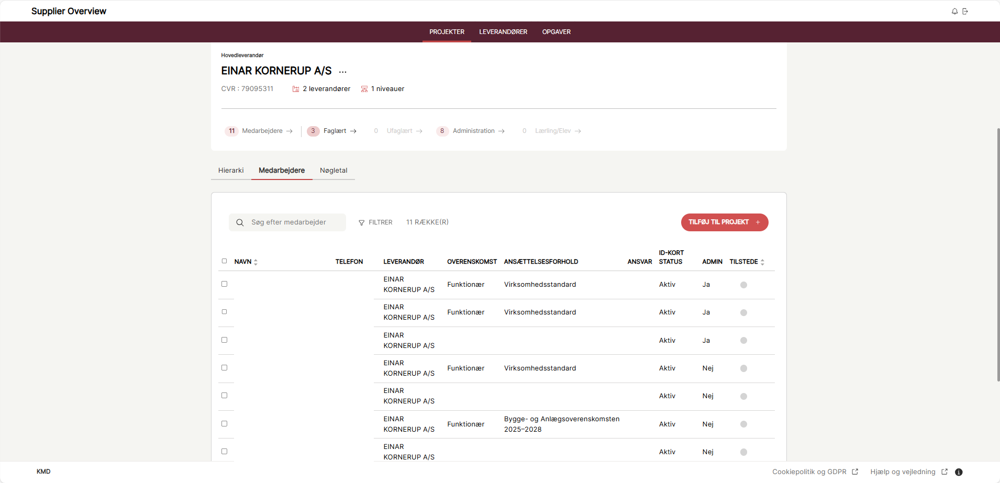 Supplier Overview
PROJEKTER LEVERANDØRER OPGAVER
Hovedleverandør
EINAR KORNERUP A/S ...
CVR : 79095311 2 leverandører 1 niveauer
11 Medarbejdere → 3 Faglært → 0 Ufaglært → 8 Administration → 0 Lærling/Elev →
Hierarki Medarbejdere Nøgletal
Søg efter medarbejder FILTRER 11 RÆKKE(R) TILFØJ TIL PROJEKT +
NAVN TELEFON LEVERANDØR OVERENSKOMST ANSÆTTELSESFORHOLD ANSVAR ID-KORT STATUS ADMIN TILSTEDE
EINAR
KORNERUP A/S Funktionær Virksomhedsstandard Aktiv Ja
EINAR
KORNERUP A/S Funktionær Virksomhedsstandard Aktiv Ja
EINAR
KORNERUP A/S Aktiv Ja
EINAR
KORNERUP A/S Funktionær Virksomhedsstandard Aktiv Nej
EINAR
KORNERUP A/S Aktiv Nej
EINAR
KORNERUP A/S Funktionær Bygge- og Anlægsoverenskomsten
2025–2028 Aktiv Nej
EINAR
KORNERUP A/S Aktiv Nej
KMD Cookiepolitik og GDPR Hjælp og vejledning